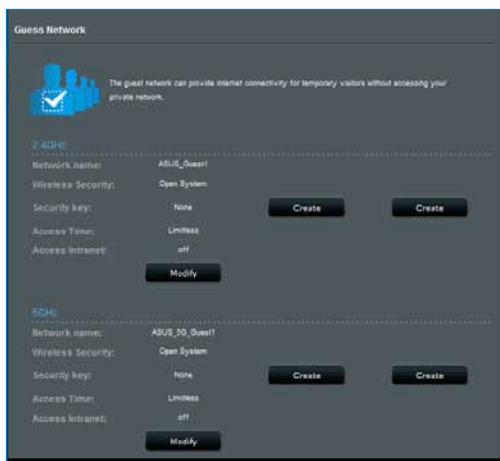 Guess Network
The guest network can provide internet connectivity for temporary visitors without accessing your
private network.
2.4GHz
Network name: ASUS_Guest1
Wireless Security: Open System
Security key: None Create Create
Access Time: Limitless
Access Intranet: off
Modify
5GHz
Network name: ASUS_5G_Guest1
Wireless Security: Open System
Security key: None Create Create
Access Time: Limitless
Access Intranet: off
Modify